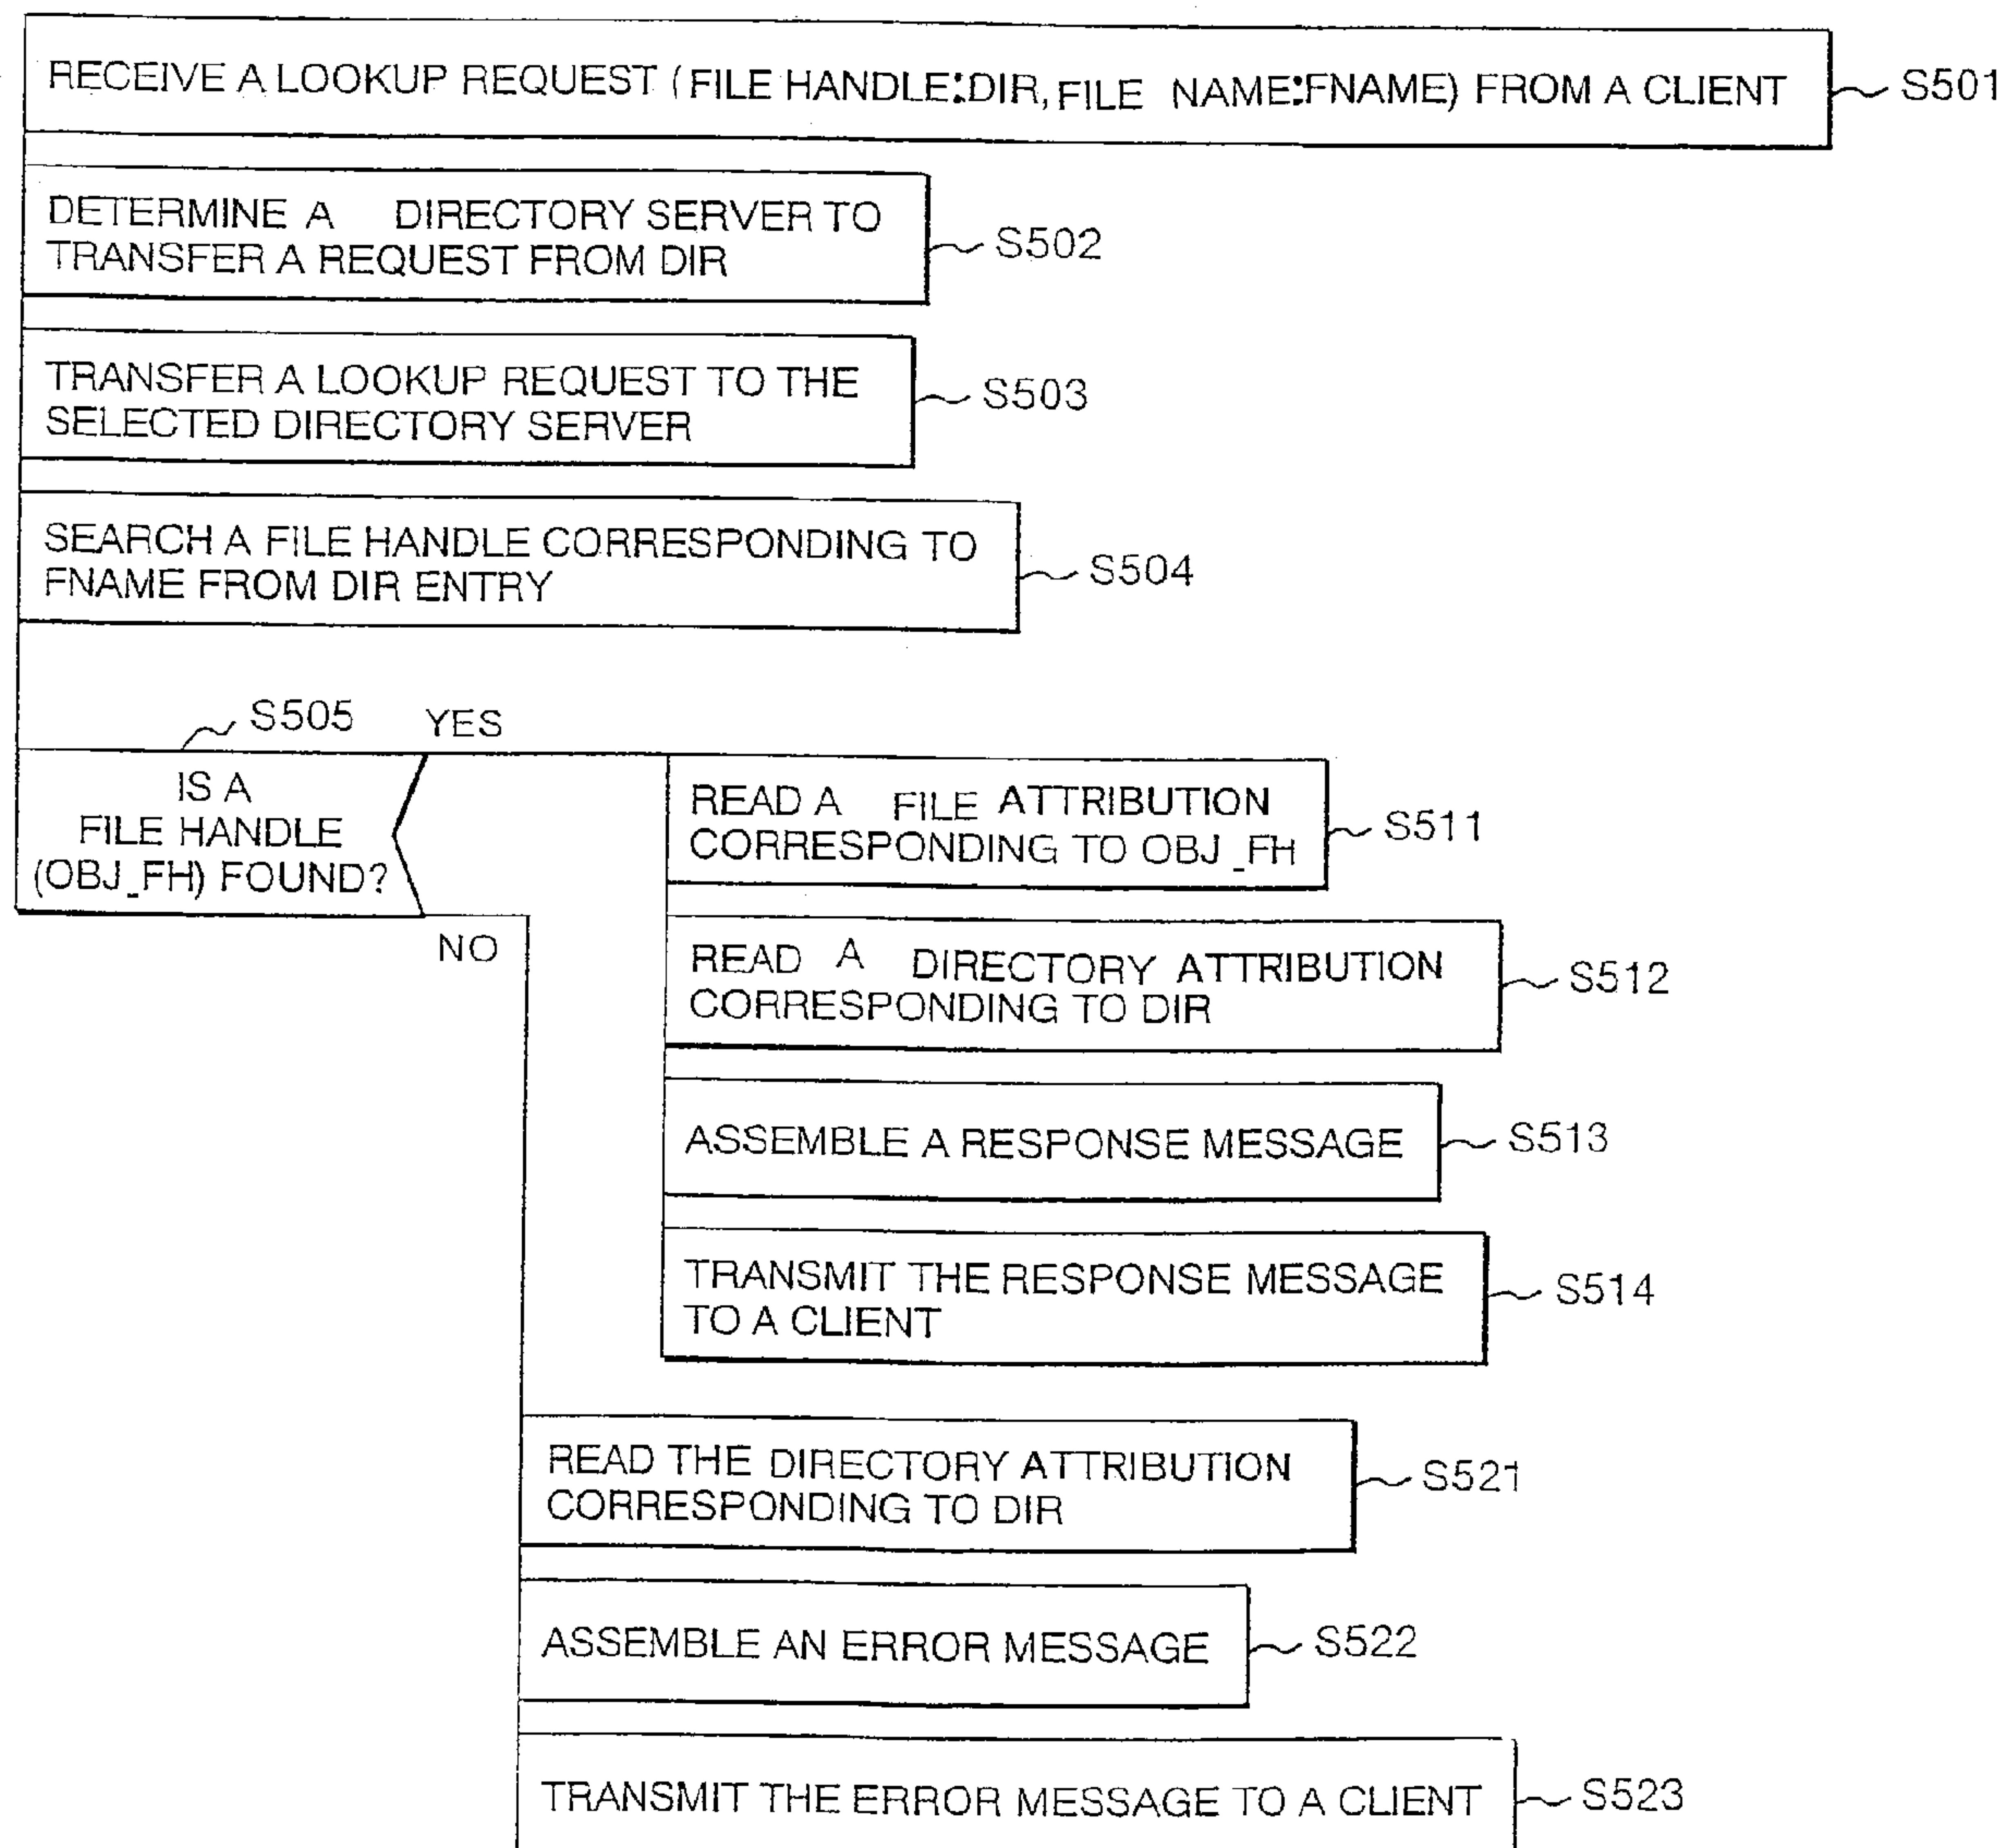 RECEIVE A LOOKUP REQUEST (FILE HANDLE:DIR, FILE NAME:FNAME) FROM A CLIENT
S501
DETERMINE A DIRECTORY SERVER TO
TRANSFER A REQUEST FROM DIR
S502
TRANSFER A LOOKUP REQUEST TO THE
SELECTED DIRECTORY SERVER
S503
SEARCH A FILE HANDLE CORRESPONDING TO
FNAME FROM DIR ENTRY
S504
S505
YES
IS A
FILE HANDLE
(OBJ_FH) FOUND?
NO
READ A FILE ATTRIBUTION
CORRESPONDING TO OBJ_FH
S511
READ A DIRECTORY ATTRIBUTION
CORRESPONDING TO DIR
S512
ASSEMBLE A RESPONSE MESSAGE
S513
TRANSMIT THE RESPONSE MESSAGE
TO A CLIENT
S514
READ THE DIRECTORY ATTRIBUTION
CORRESPONDING TO DIR
S521
ASSEMBLE AN ERROR MESSAGE
S522
TRANSMIT THE ERROR MESSAGE TO A CLIENT
S523